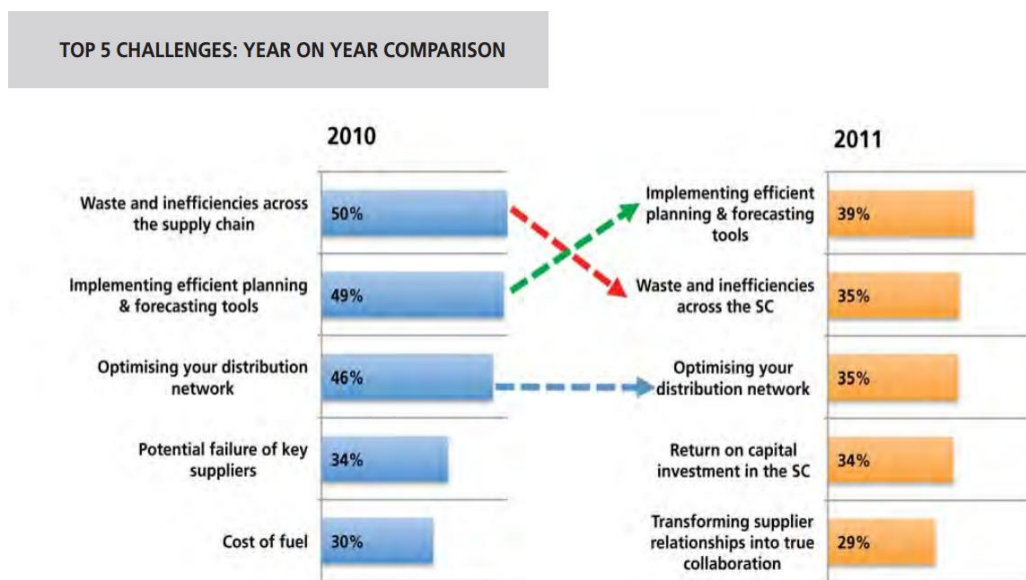 TOP 5 CHALLENGES: YEAR ON YEAR COMPARISON
2010
Waste and inefficiencies across
the supply chain
50%
Implementing efficient planning
& forecasting tools
49%
Optimising your distribution
network
46%
Potential failure of key
suppliers
34%
Cost of fuel
30%
2011
Implementing efficient
planning & forecasting
tools
39%
Waste and inefficiencies
across the SC
35%
Optimising your
distribution network
35%
Return on capital
investment in the SC
34%
Transforming supplier
relationships into true
collaboration
29%